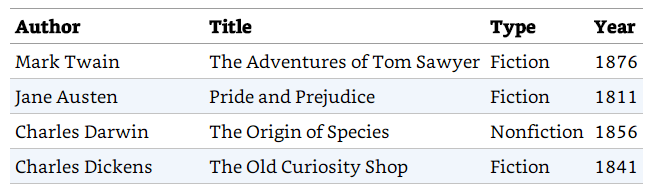 Author Title Type Year
Mark Twain The Adventures of Tom Sawyer Fiction 1876
Jane Austen Pride and Prejudice Fiction 1811
Charles Darwin The Origin of Species Nonfiction 1856
Charles Dickens The Old Curiosity Shop Fiction 1841